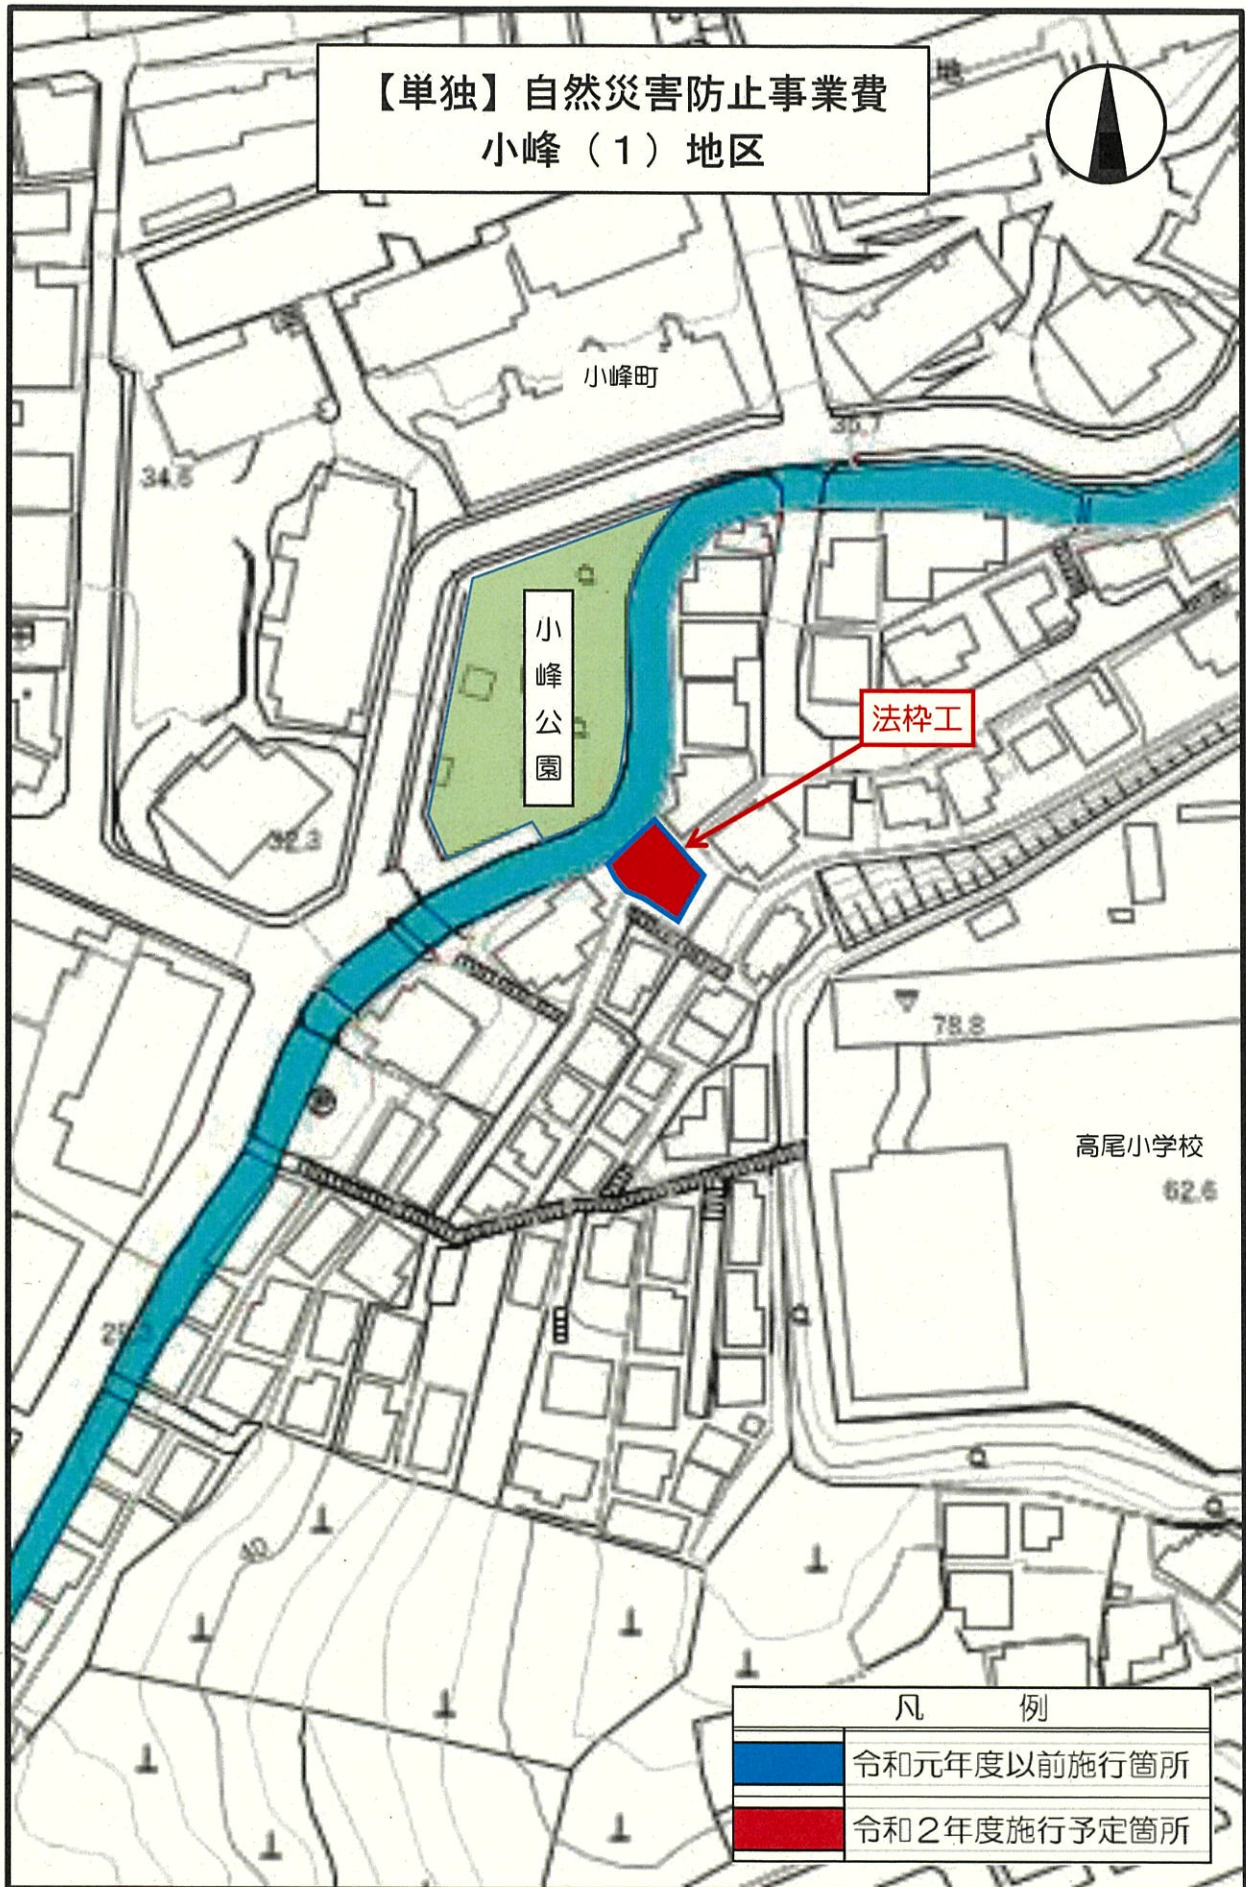 【単独】自然災害防止事業費
小峰（１）地区
地
小峰町
35.7
34.6
小峰公園
法枠工
32.3
78.8
高尾小学校
62.6
40
凡 例
令和元年度以前施行箇所
令和２年度施行予定箇所